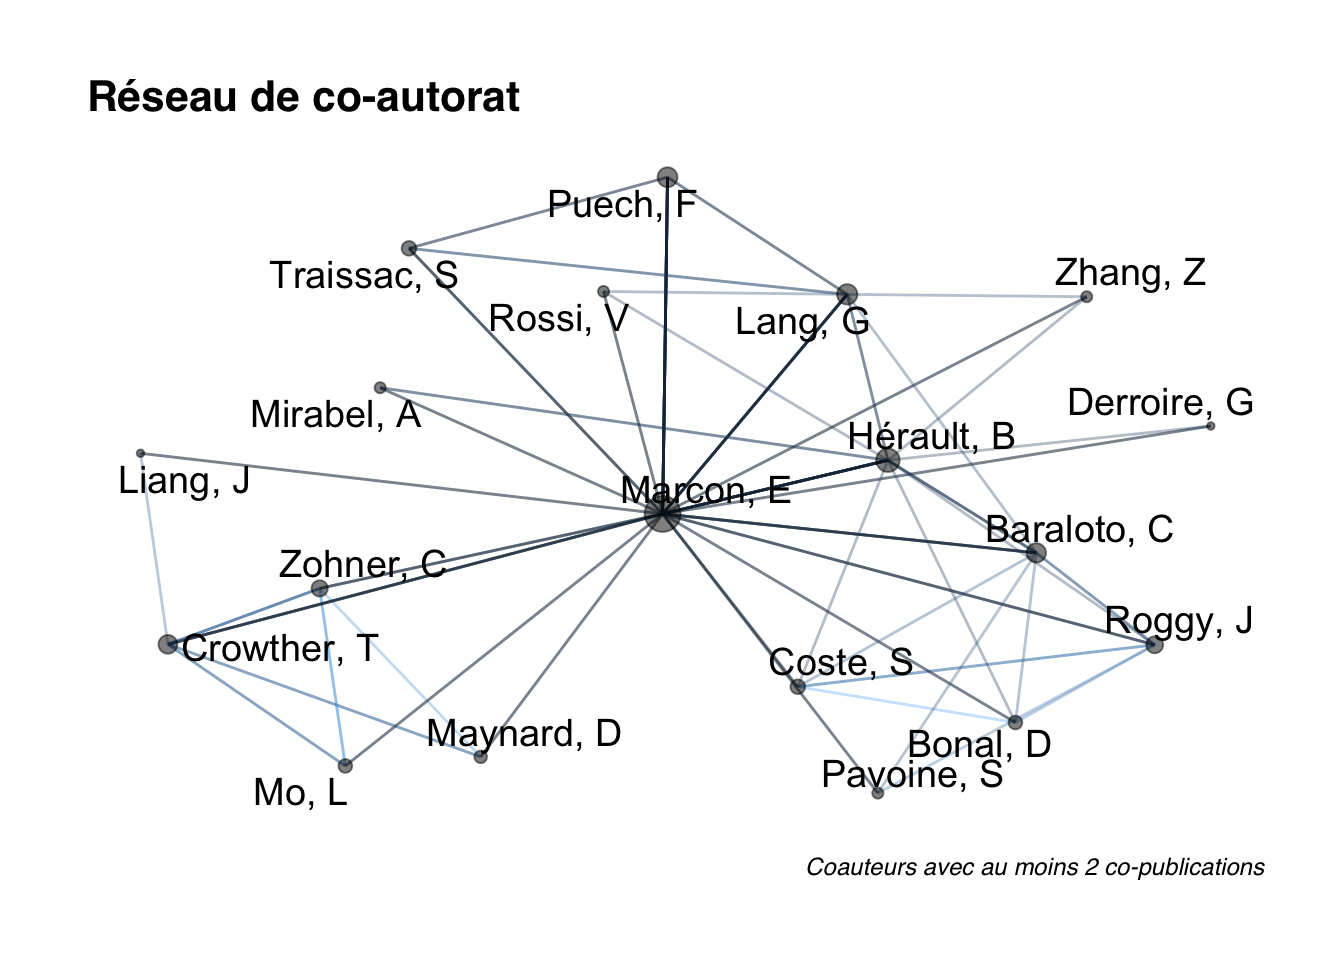 Réseau de co-autorat
Puech, F
Traissac, S
Zhang, Z
Rossi, V
Lang, G
Mirabel, A
Derroire, G
Hérault, B
Liang, J
Marcon, E
Baraloto, C
Zohner, C
Roggy, J
Crowther, T
Coste, S
Maynard, D
Bonal, D
Pavoine, S
Mo, L
Coauteurs avec au moins 2 co-publications